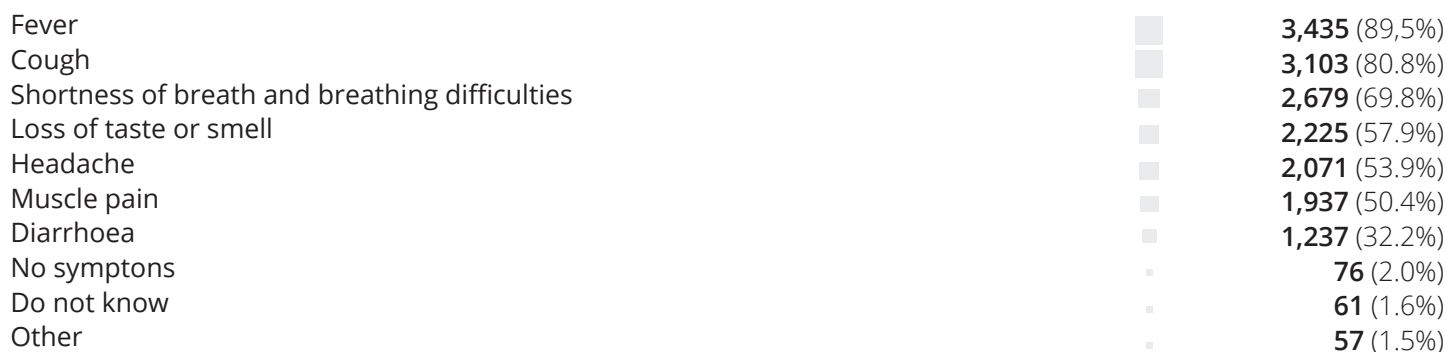 Fever 3,435 (89,5%)
Cough 3,103 (80.8%)
Shortness of breath and breathing difficulties 2,679 (69.8%)
Loss of taste or smell 2,225 (57.9%)
Headache 2,071 (53.9%)
Muscle pain 1,937 (50.4%)
Diarrhoea 1,237 (32.2%)
No symptons 76 (2.0%)
Do not know 61 (1.6%)
Other 57 (1.5%)